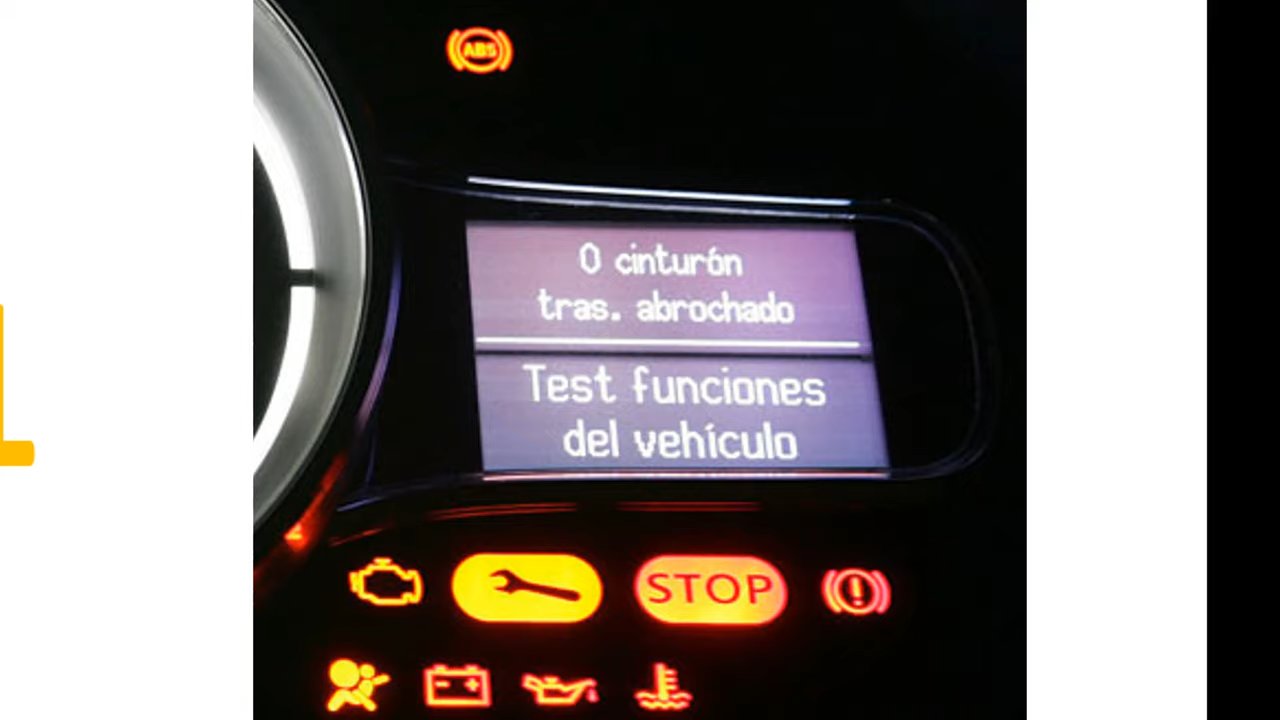 ABS
0 cinturón
tras. abrochado
Test funciones
del vehículo
STOP